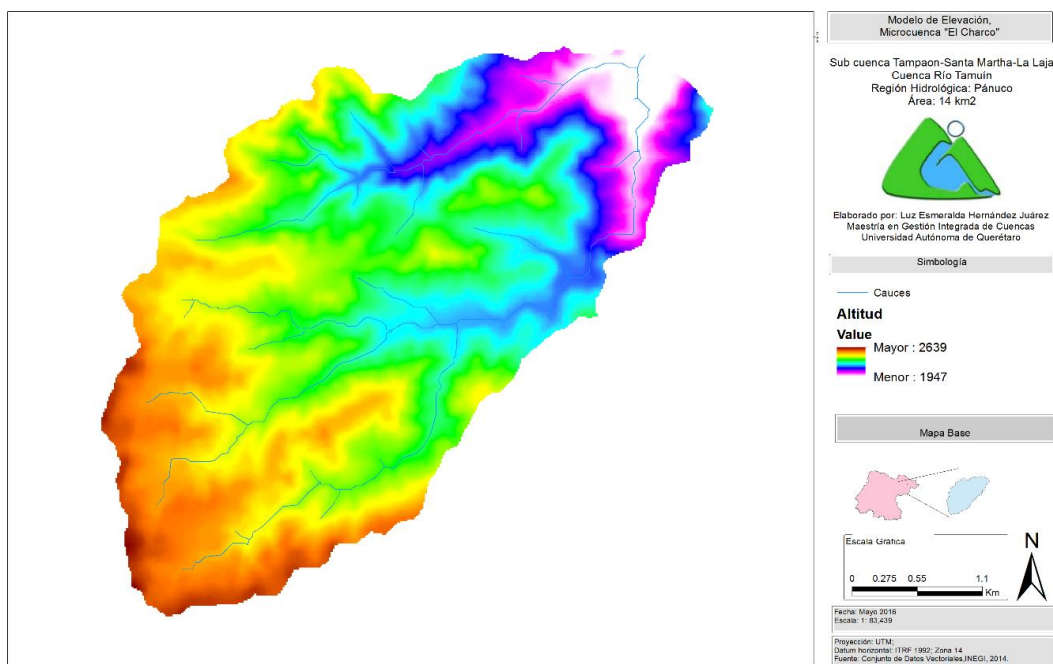 Modelo de Elevación,
Microcuenca "El Charco"
Sub cuenca Tampaon-Santa Martha-La Laja
Cuenca Río Tamuín
Región Hidrológica: Pánuco
Área: 14 km2
Elaborado por: Luz Esmeralda Hernández Juárez
Maestría en Gestión Integrada de Cuencas
Universidad Autónoma de Querétaro
Simbología
Cauces
Altitud
Value
Mayor : 2639
Menor : 1947
Mapa Base
Escala Gráfica
N
0 0.275 0.55 1.1
Km
Fecha: Mayo 2016
Escala: 1: 83,439
Proyección: UTM;
Datum horizontal: ITRF 1992; Zona 14
Fuente: Conjunto de Datos Vectoriales,INEGI, 2014.